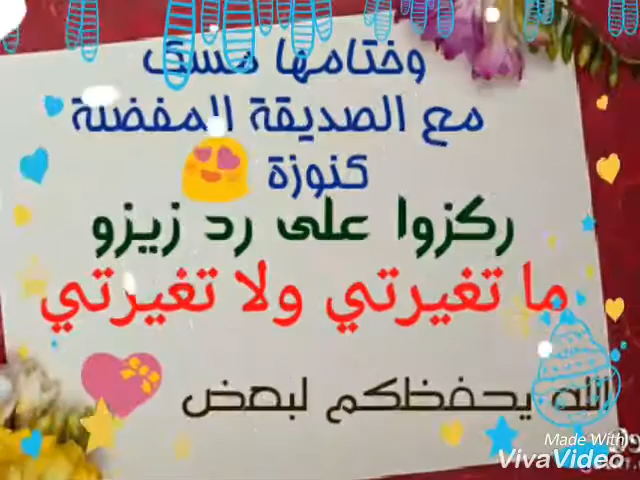 وختامها مسك
مع الصديقة المفضلة
كنوزة
ركزوا على رد زيزو
ما تغيرتي ولا تغيرتي
الله يحفظكم لبعض
Made With
VivaVideo